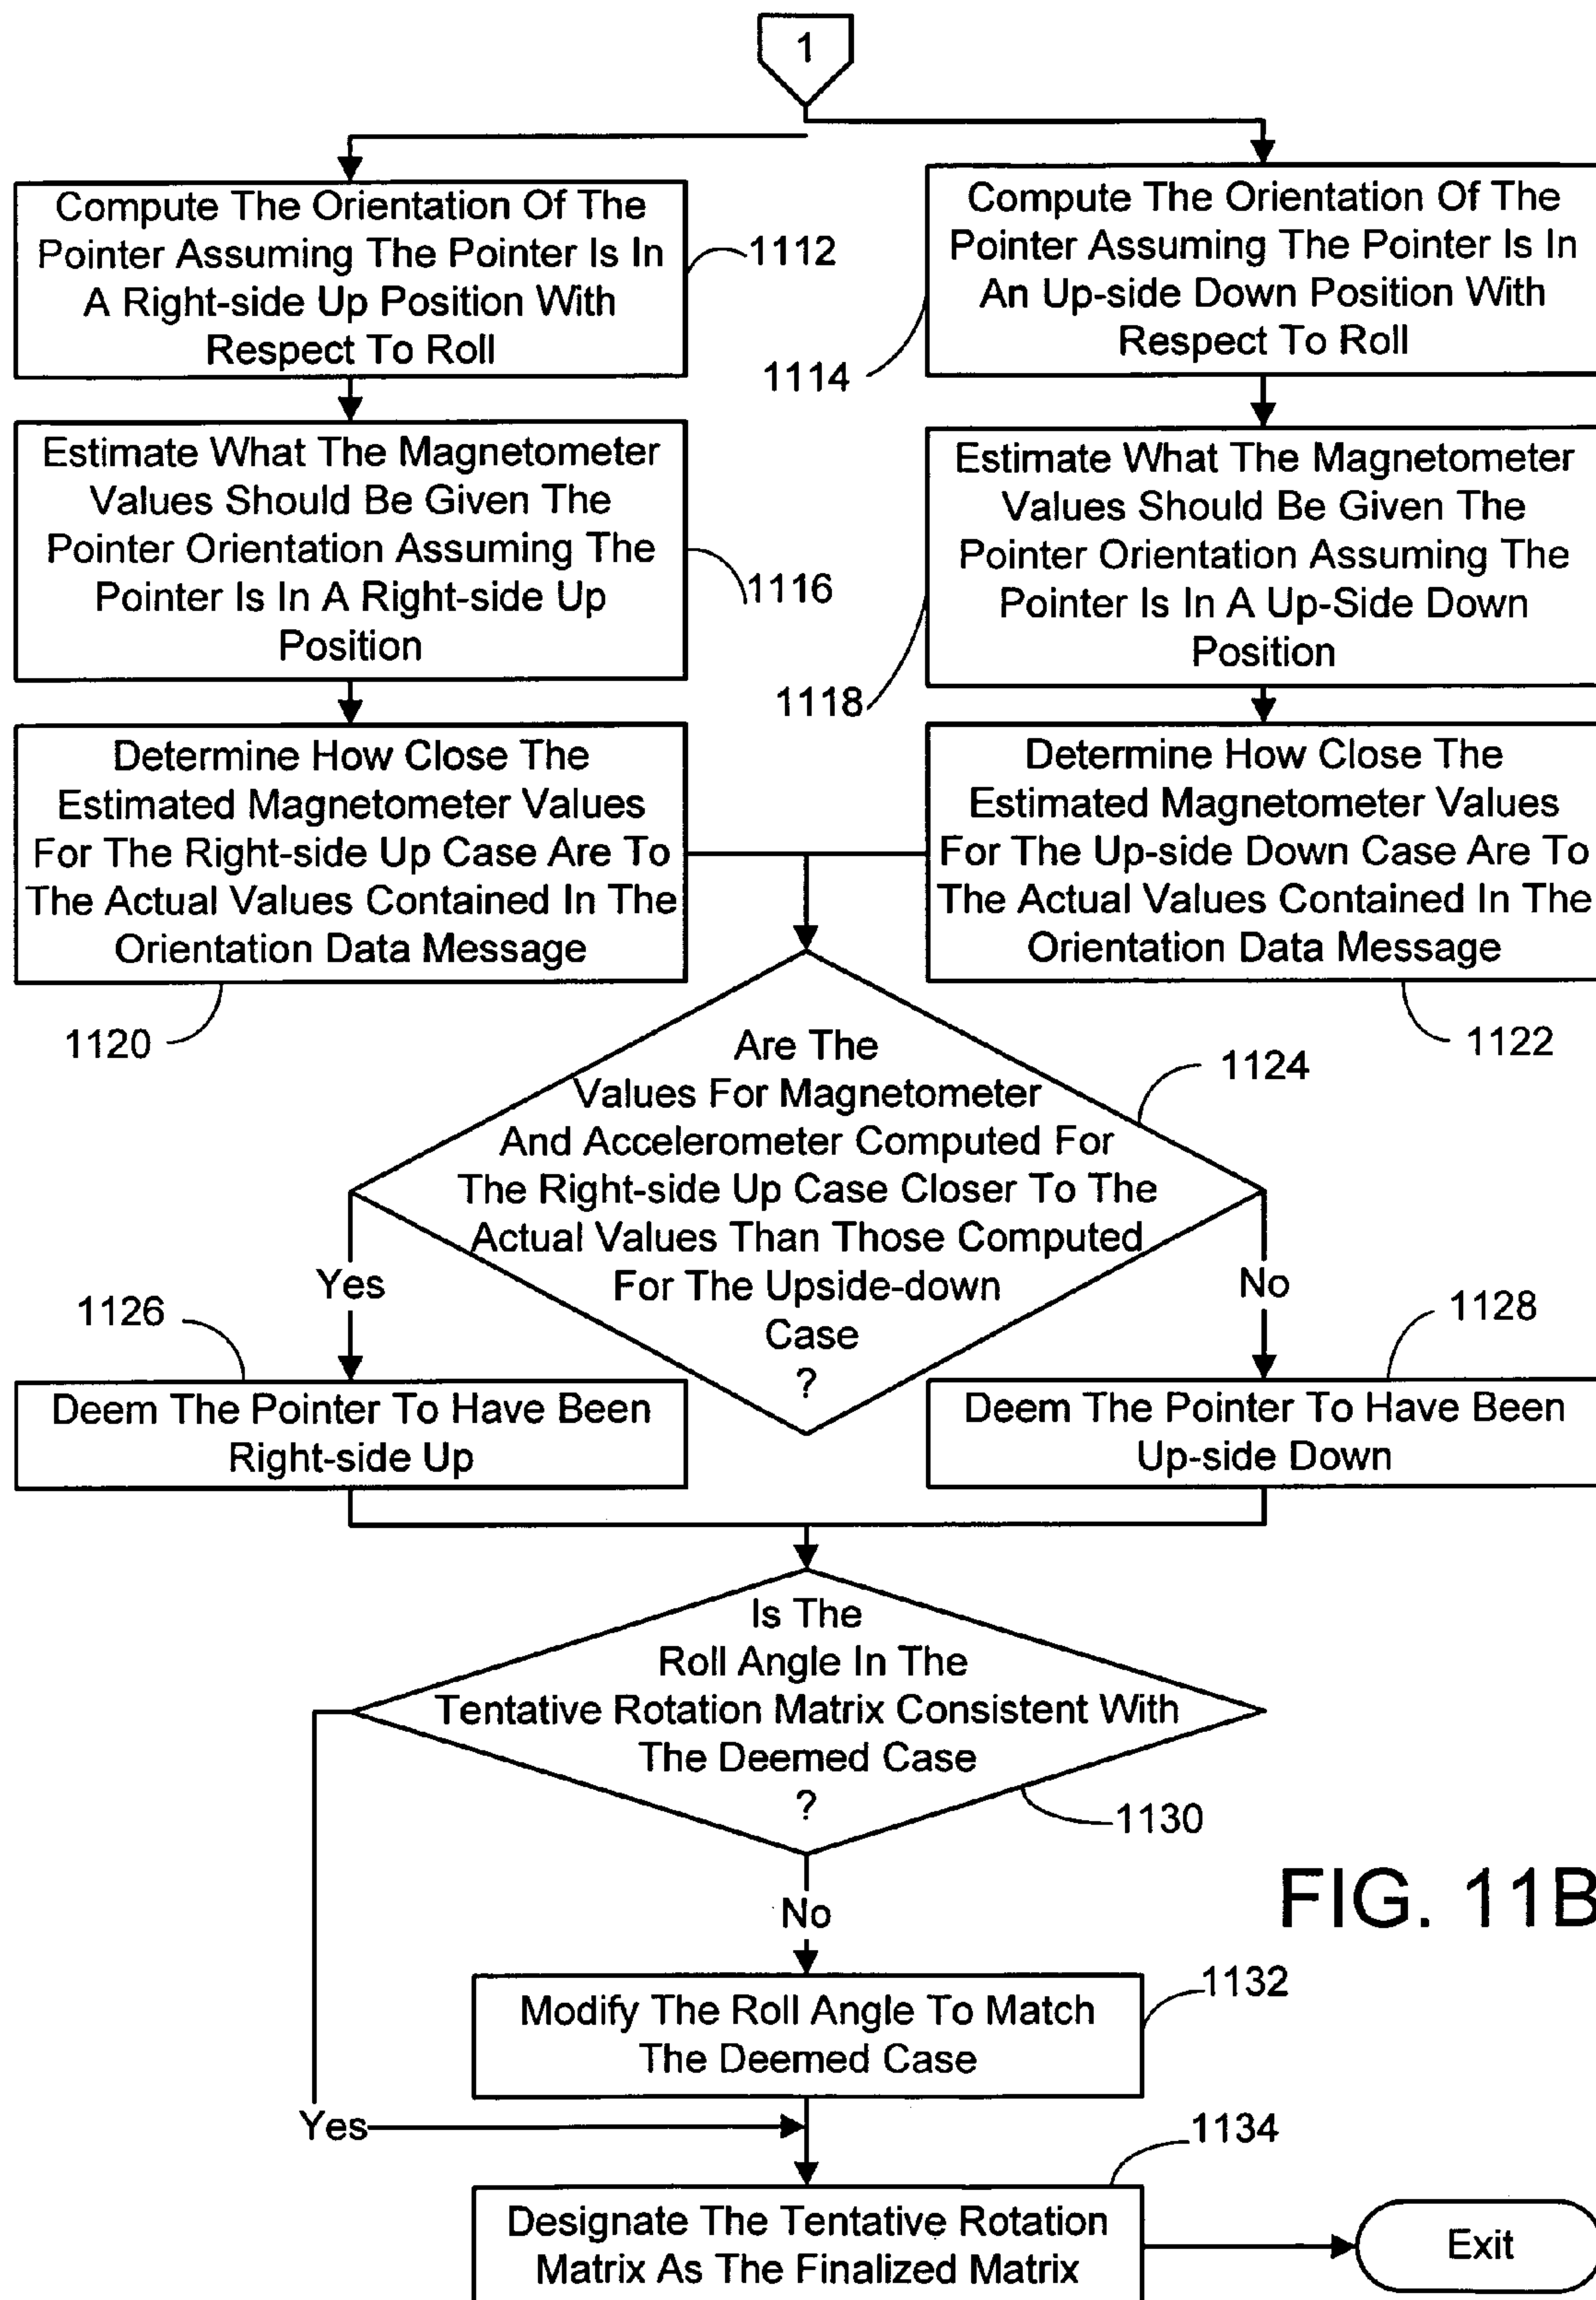 1
Compute The Orientation Of The
Pointer Assuming The Pointer Is In
A Right-side Up Position With
Respect To Roll
1112
Compute The Orientation Of The
Pointer Assuming The Pointer Is In
An Up-side Down Position With
Respect To Roll
1114
Estimate What The Magnetometer
Values Should Be Given The
Pointer Orientation Assuming The
Pointer Is In A Right-side Up
Position
1116
Estimate What The Magnetometer
Values Should Be Given The
Pointer Orientation Assuming The
Pointer Is In A Up-Side Down
Position
1118
Determine How Close The
Estimated Magnetometer Values
For The Right-side Up Case Are To
The Actual Values Contained In The
Orientation Data Message
1120
Determine How Close The
Estimated Magnetometer Values
For The Up-side Down Case Are To
The Actual Values Contained In The
Orientation Data Message
1122
Are The
Values For Magnetometer
And Accelerometer Computed For
The Right-side Up Case Closer To The
Actual Values Than Those Computed
For The Upside-down
Case
?
1124
Yes
No
1126
Deem The Pointer To Have Been
Right-side Up
1128
Deem The Pointer To Have Been
Up-side Down
Is The
Roll Angle In The
Tentative Rotation Matrix Consistent With
The Deemed Case
?
1130
No
FIG. 11B
Modify The Roll Angle To Match
The Deemed Case
1132
Yes
1134
Designate The Tentative Rotation
Matrix As The Finalized Matrix
Exit